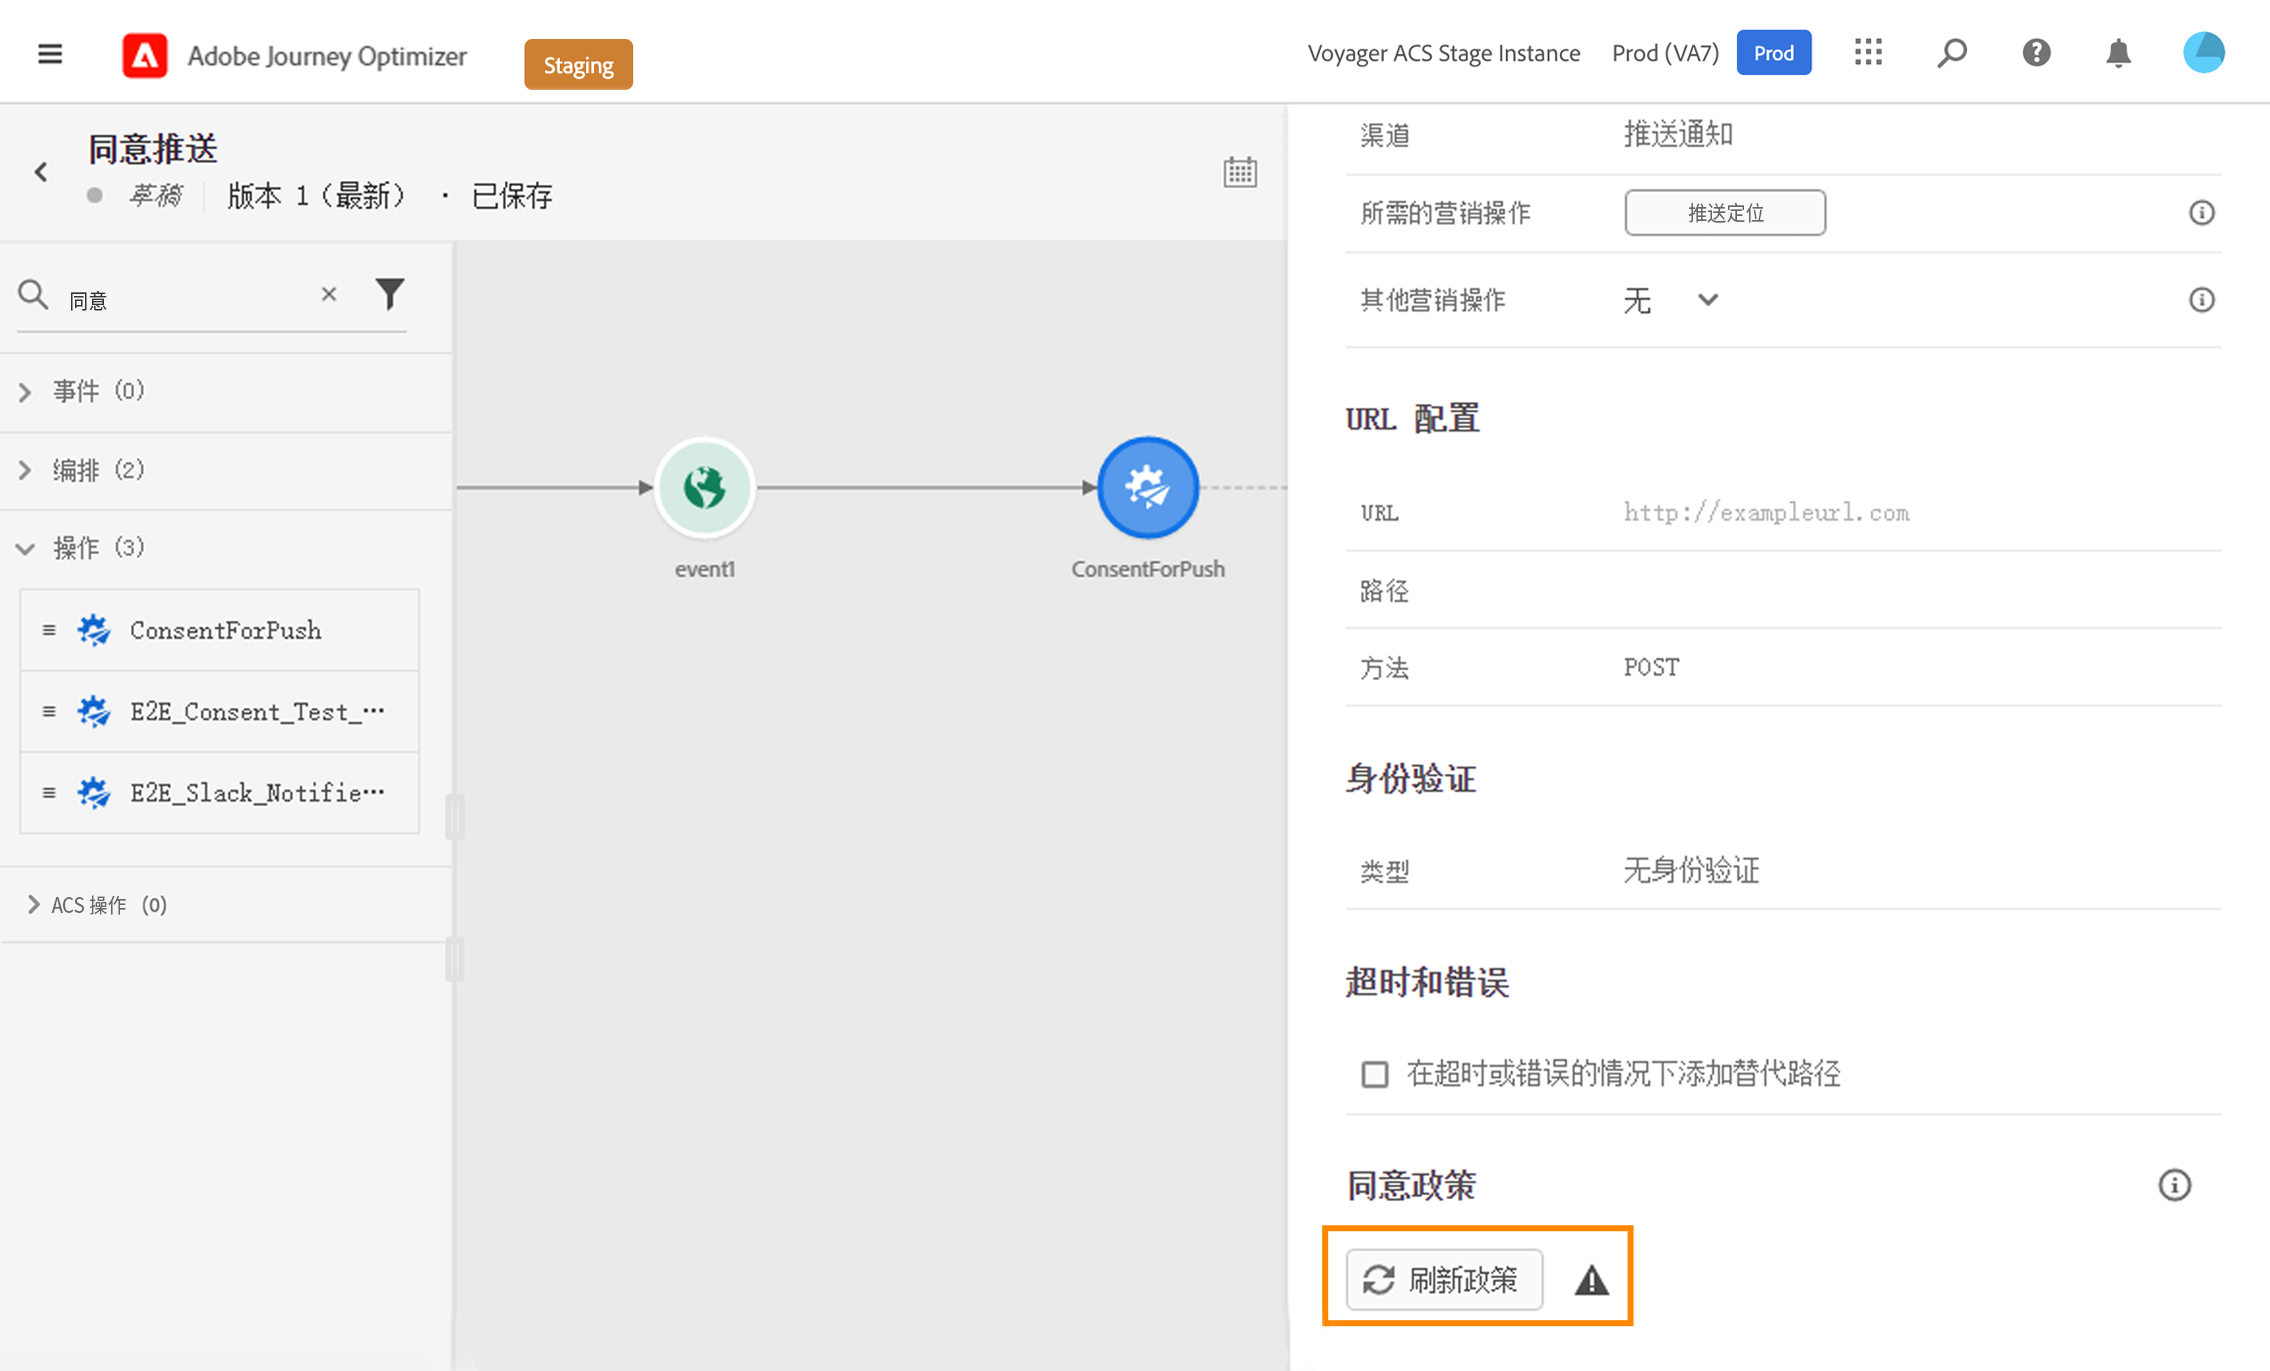 Adobe Journey Optimizer
Staging
Voyager ACS Stage Instance
Prod (VA7)
Prod
同意推送
草稿
版本 1（最新） · 已保存
同意
事件 (0)
编排 (2)
操作 (3)
ConsentForPush
E2E_Consent_Test_…
E2E_Slack_Notifie…
ACS 操作 (0)
event1
ConsentForPush
渠道 推送通知
所需的营销操作 推送定位
其他营销操作 无
URL 配置
URL http://exampleurl.com
路径
方法 POST
身份验证
类型 无身份验证
超时和错误
在超时或错误的情况下添加替代路径
同意政策
刷新政策